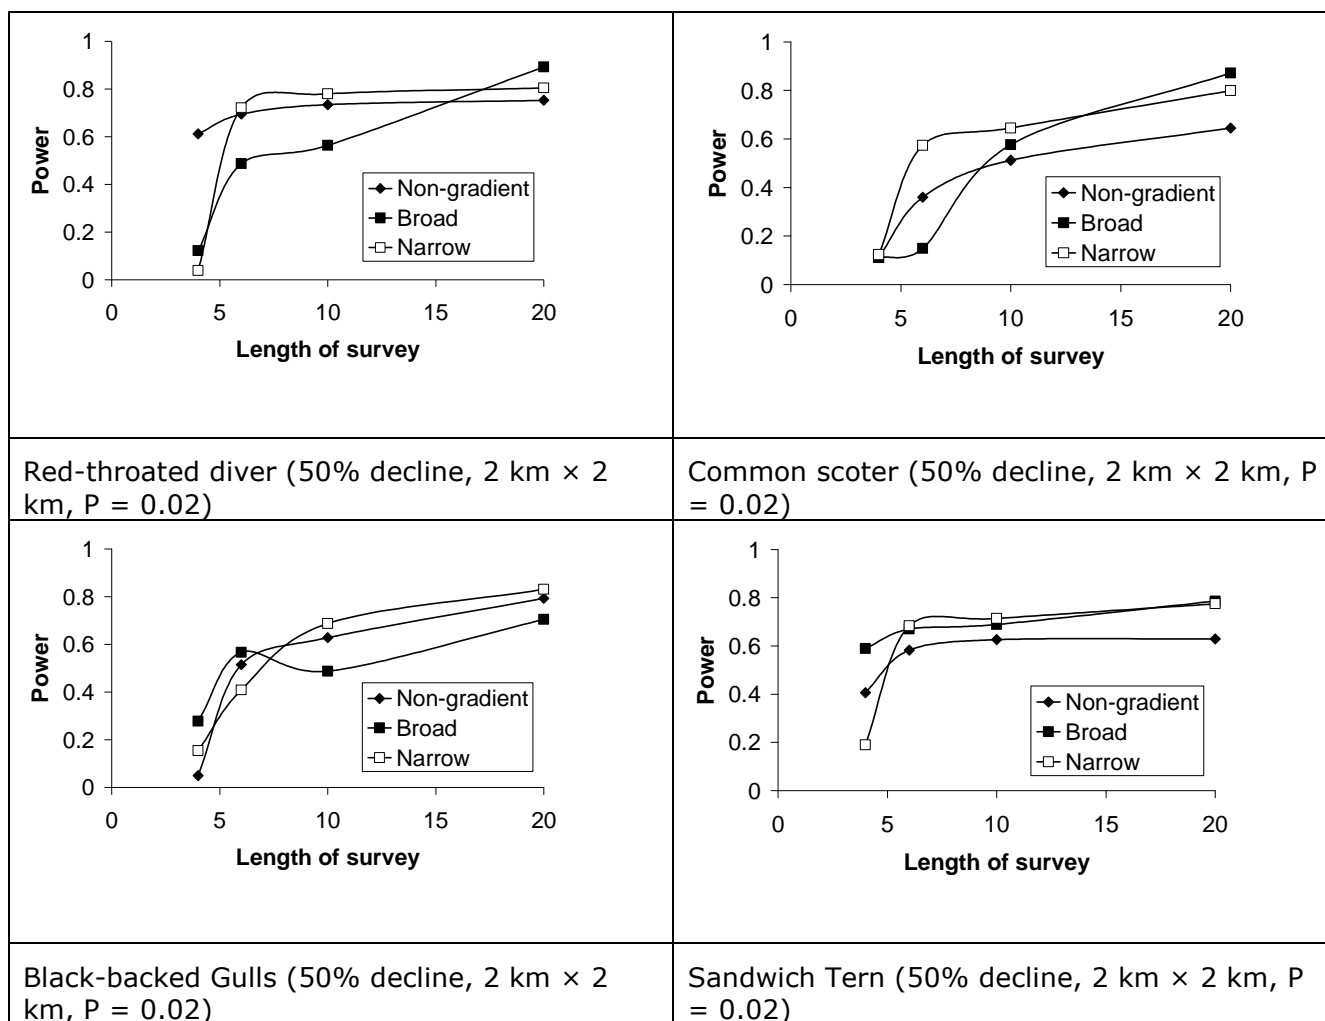 1
0.8
0.6
0.4
0.2
0
Power
Non-gradient
Broad
Narrow
0 5 10 15 20
Length of survey
1
0.8
0.6
0.4
0.2
0
Power
Non-gradient
Broad
Narrow
0 5 10 15 20
Length of survey
Red-throated diver (50% decline, 2 km × 2
km, P = 0.02)
Common scoter (50% decline, 2 km × 2 km, P
= 0.02)
1
0.8
0.6
0.4
0.2
0
Power
Non-gradient
Broad
Narrow
0 5 10 15 20
Length of survey
1
0.8
0.6
0.4
0.2
0
Power
Non-gradient
Broad
Narrow
0 5 10 15 20
Length of survey
Black-backed Gulls (50% decline, 2 km × 2
km, P = 0.02)
Sandwich Tern (50% decline, 2 km × 2 km, P
= 0.02)